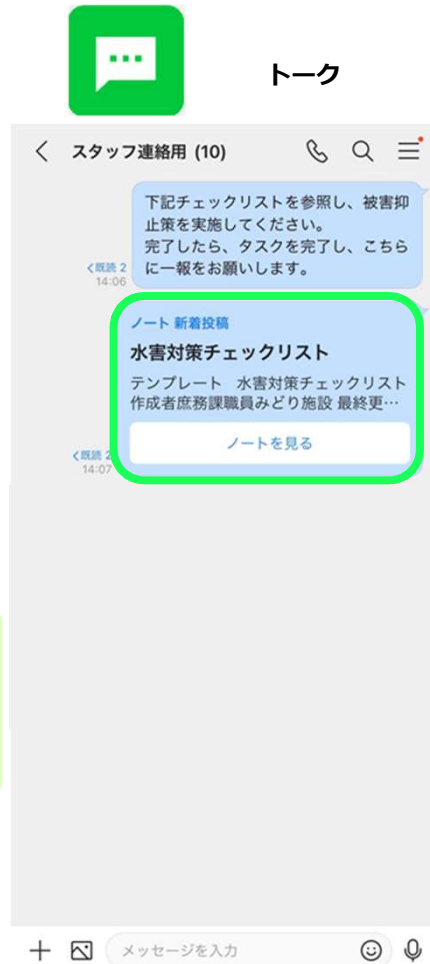 トーク
スタッフ連絡用 (10)
下記チェックリストを参照し、被害抑
止策を実施してください。
完了したら、タスクを完了し、こちら
に一報をお願いします。
既読 2
14:06
ノート 新着投稿
水害対策チェックリスト
テンプレート 水害対策チェックリスト
作成者庶務課職員みどり施設 最終更…
ノートを見る
既読 2
14:07
メッセージを入力